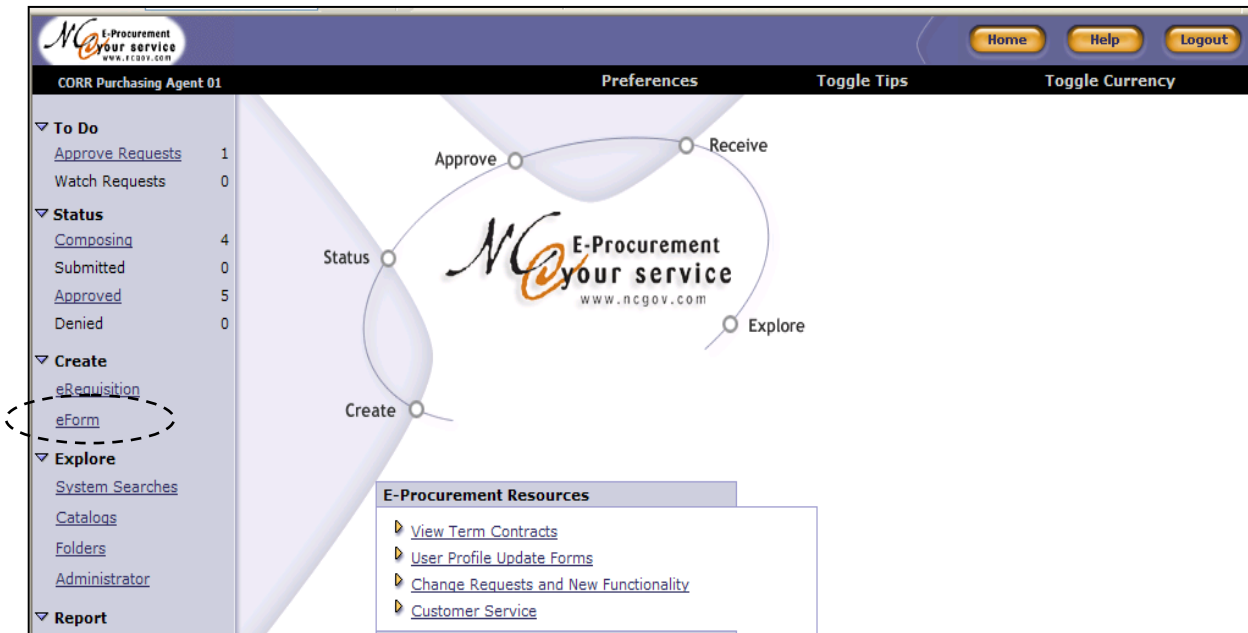 NC E-Procurement
@your service
www.ncgov.com
Home Help Logout
CORR Purchasing Agent 01 Preferences Toggle Tips Toggle Currency
To Do
Approve Requests 1
Watch Requests 0
Status
Composing 4
Submitted 0
Approved 5
Denied 0
Create
eRequisition
eForm
Explore
System Searches
Catalogs
Folders
Administrator
Report
Approve
Receive
Status
NC E-Procurement
@your service
www.ncgov.com
Explore
Create
E-Procurement Resources
View Term Contracts
User Profile Update Forms
Change Requests and New Functionality
Customer Service